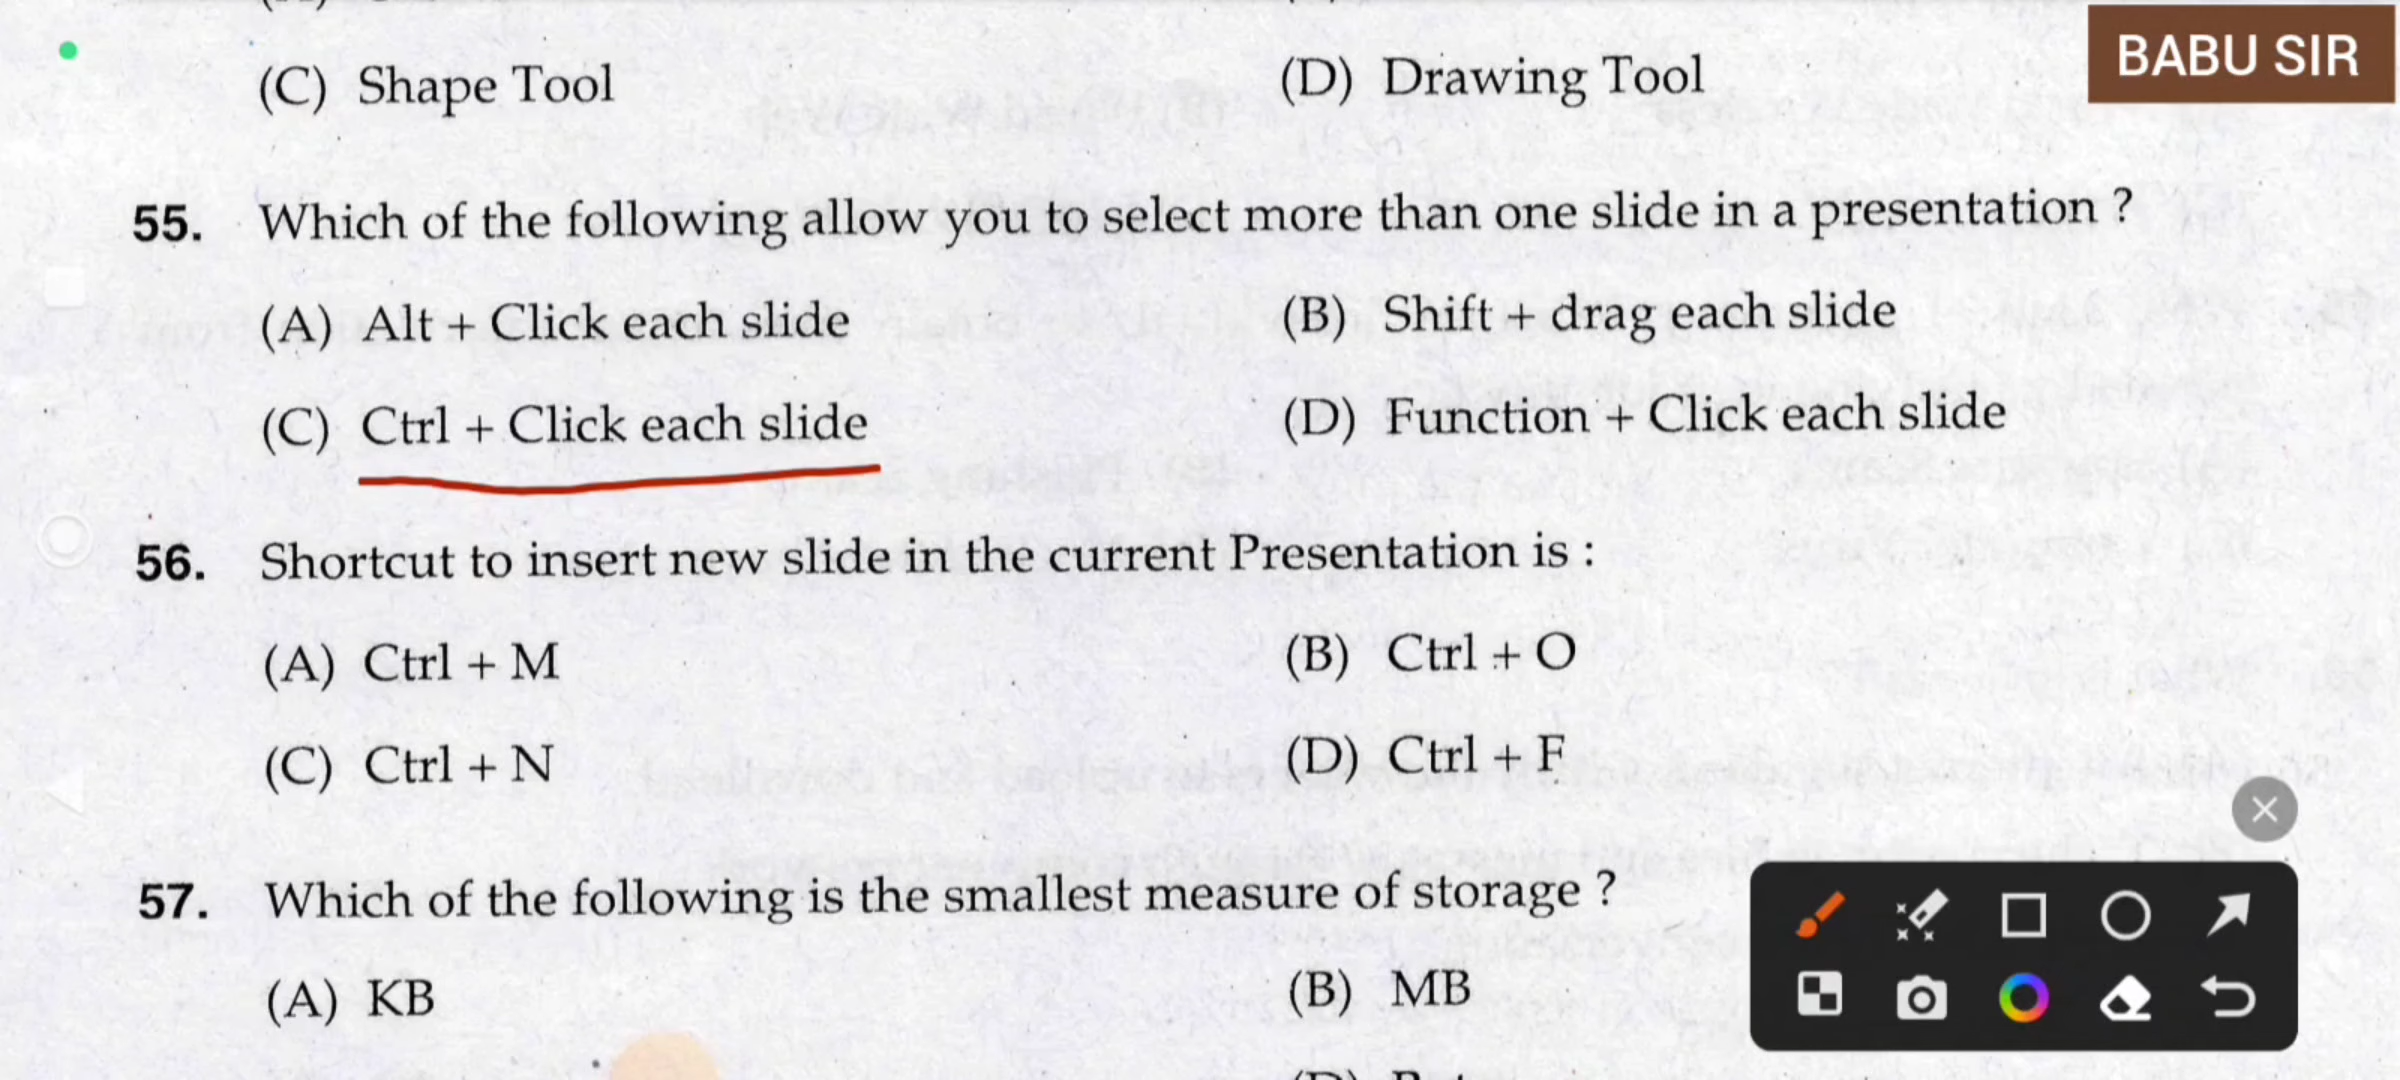 BABU SIR
(C) Shape Tool (D) Drawing Tool
55. Which of the following allow you to select more than one slide in a presentation ?
(A) Alt + Click each slide (B) Shift + drag each slide
(C) Ctrl + Click each slide (D) Function + Click each slide
56. Shortcut to insert new slide in the current Presentation is :
(A) Ctrl + M (B) Ctrl + O
(C) Ctrl + N (D) Ctrl + F
57. Which of the following is the smallest measure of storage ?
(A) KB (B) MB